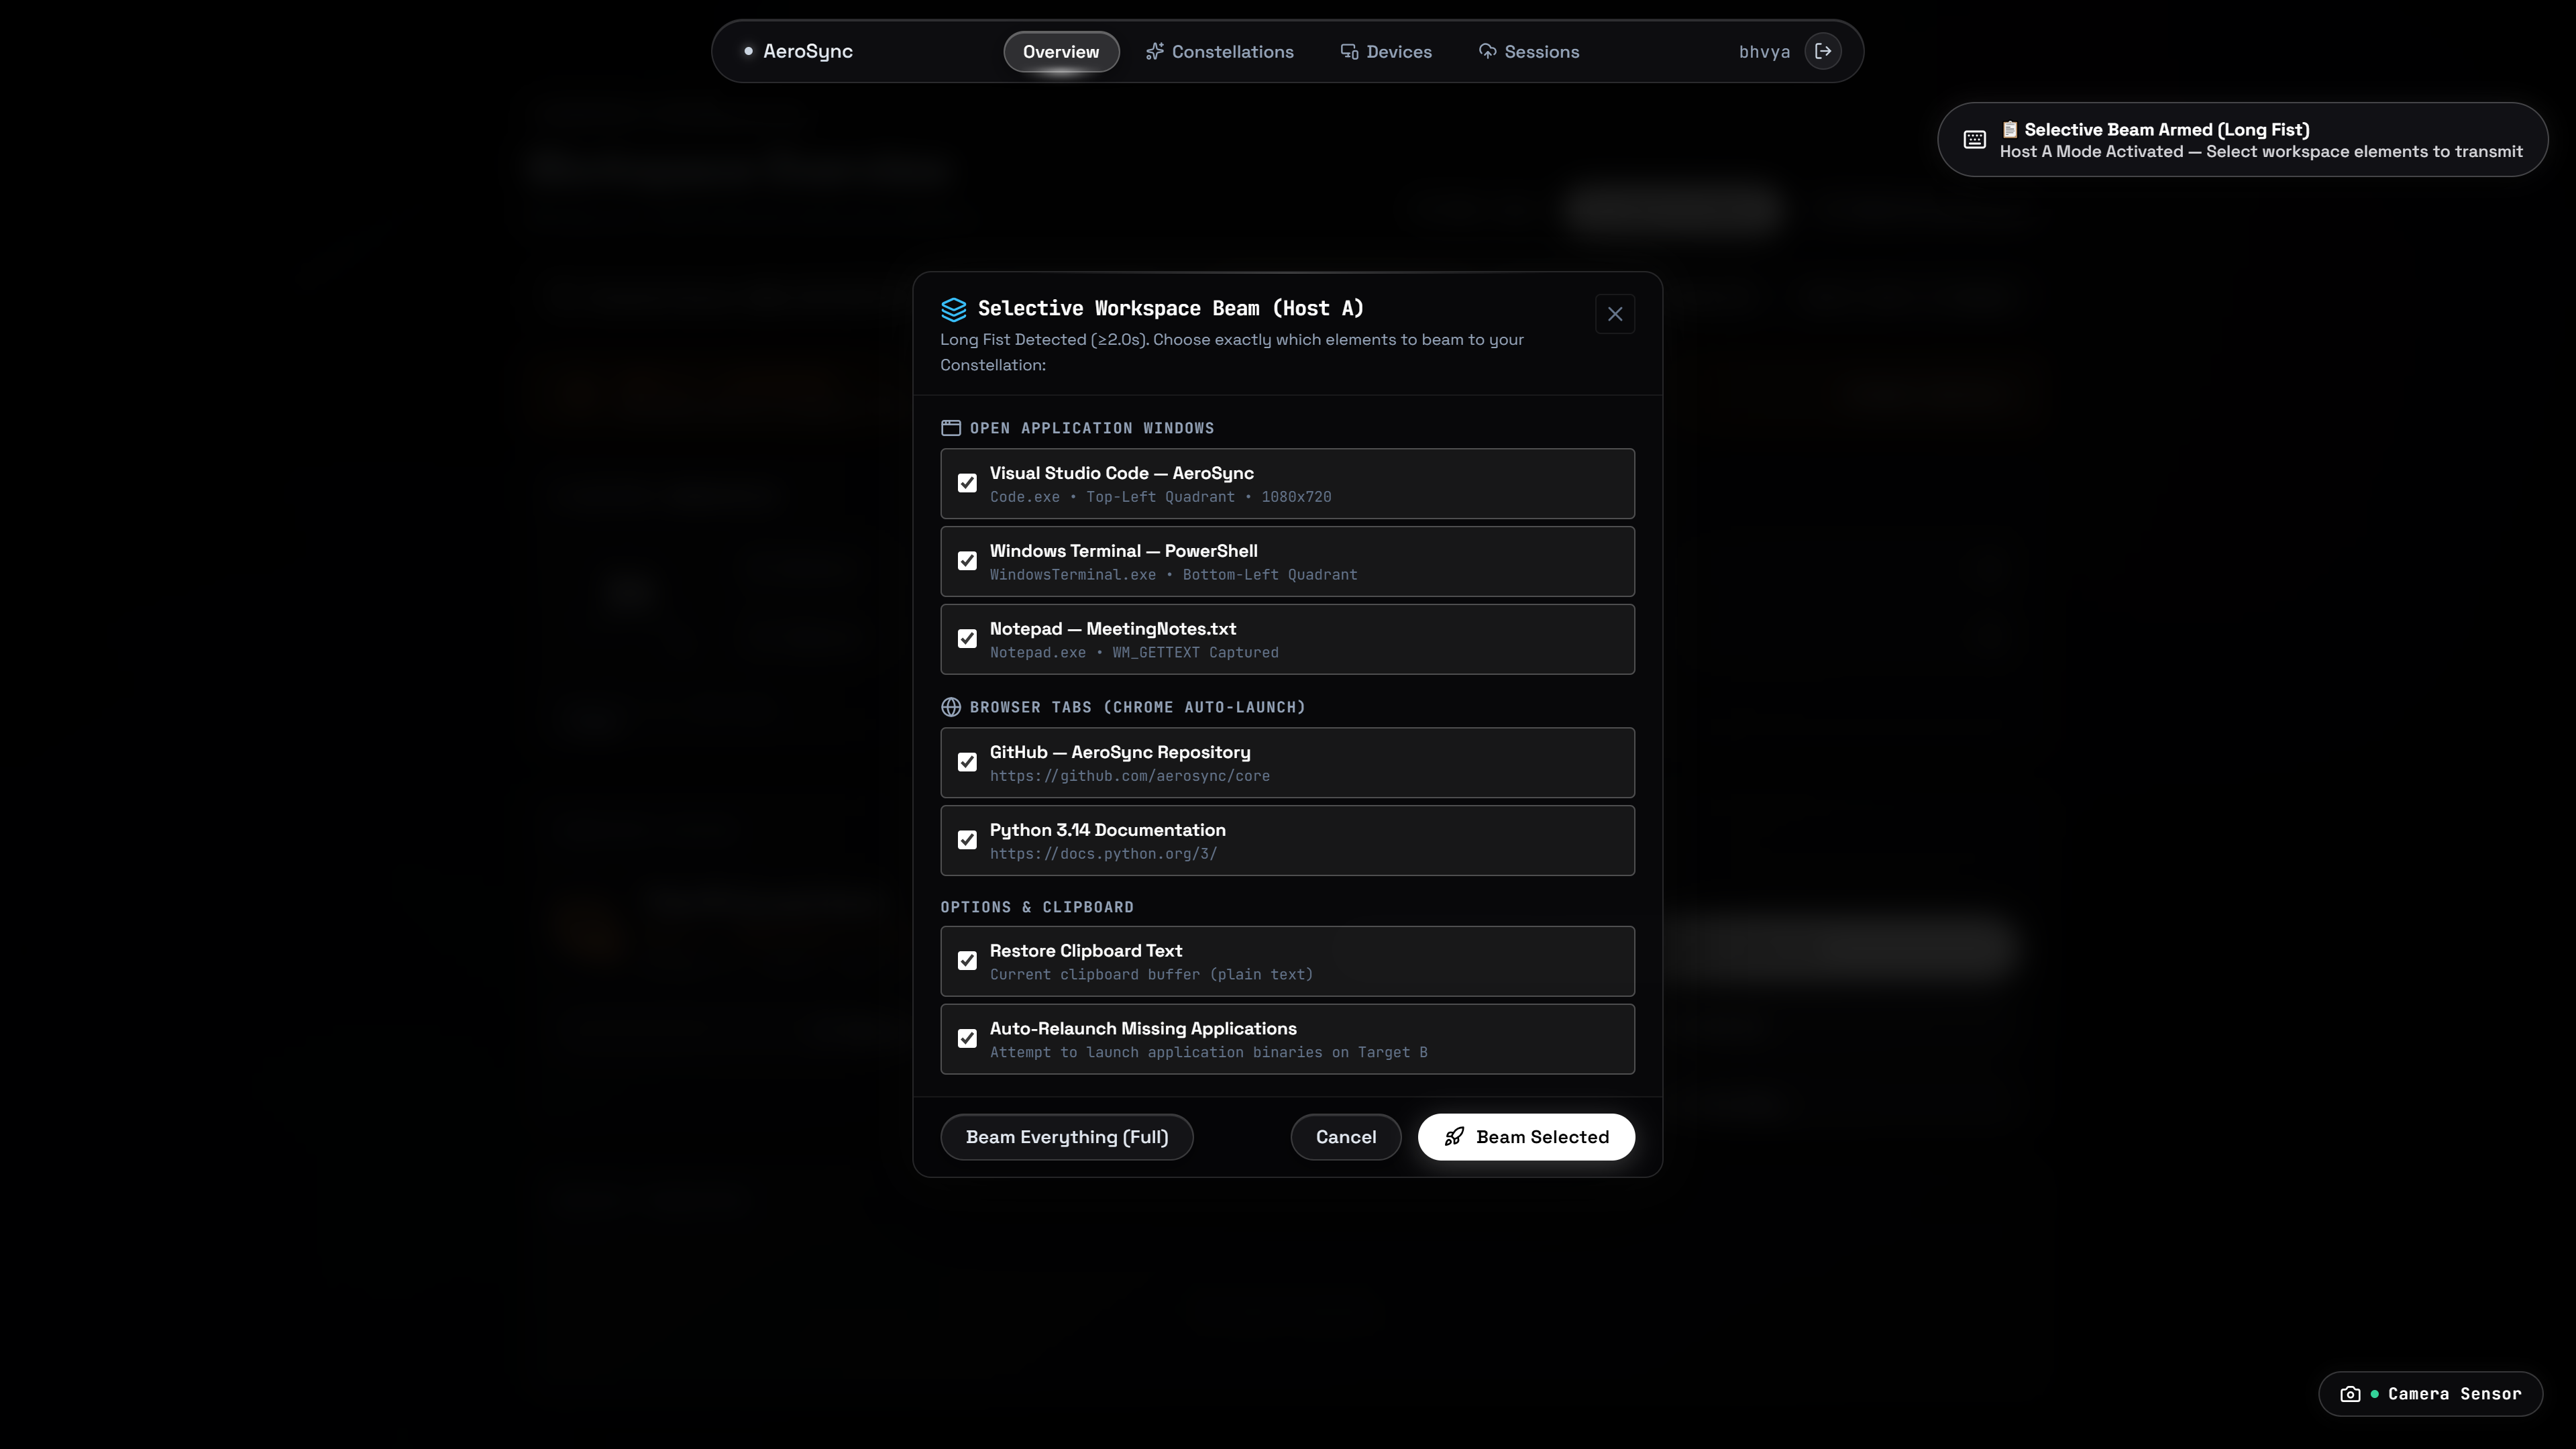 AeroSync
Overview
Constellations
Devices
Sessions
bhvya
📋 Selective Beam Armed (Long Fist)
Host A Mode Activated — Select workspace elements to transmit
Selective Workspace Beam (Host A)
Long Fist Detected (≥2.0s). Choose exactly which elements to beam to your
Constellation:
OPEN APPLICATION WINDOWS
Visual Studio Code — AeroSync
Code.exe • Top-Left Quadrant • 1080x720
Windows Terminal — PowerShell
WindowsTerminal.exe • Bottom-Left Quadrant
Notepad — MeetingNotes.txt
Notepad.exe • WM_GETTEXT Captured
BROWSER TABS (CHROME AUTO-LAUNCH)
GitHub — AeroSync Repository
https://github.com/aerosync/core
Python 3.14 Documentation
https://docs.python.org/3/
OPTIONS & CLIPBOARD
Restore Clipboard Text
Current clipboard buffer (plain text)
Auto-Relaunch Missing Applications
Attempt to launch application binaries on Target B
Beam Everything (Full)
Cancel
Beam Selected
Camera Sensor